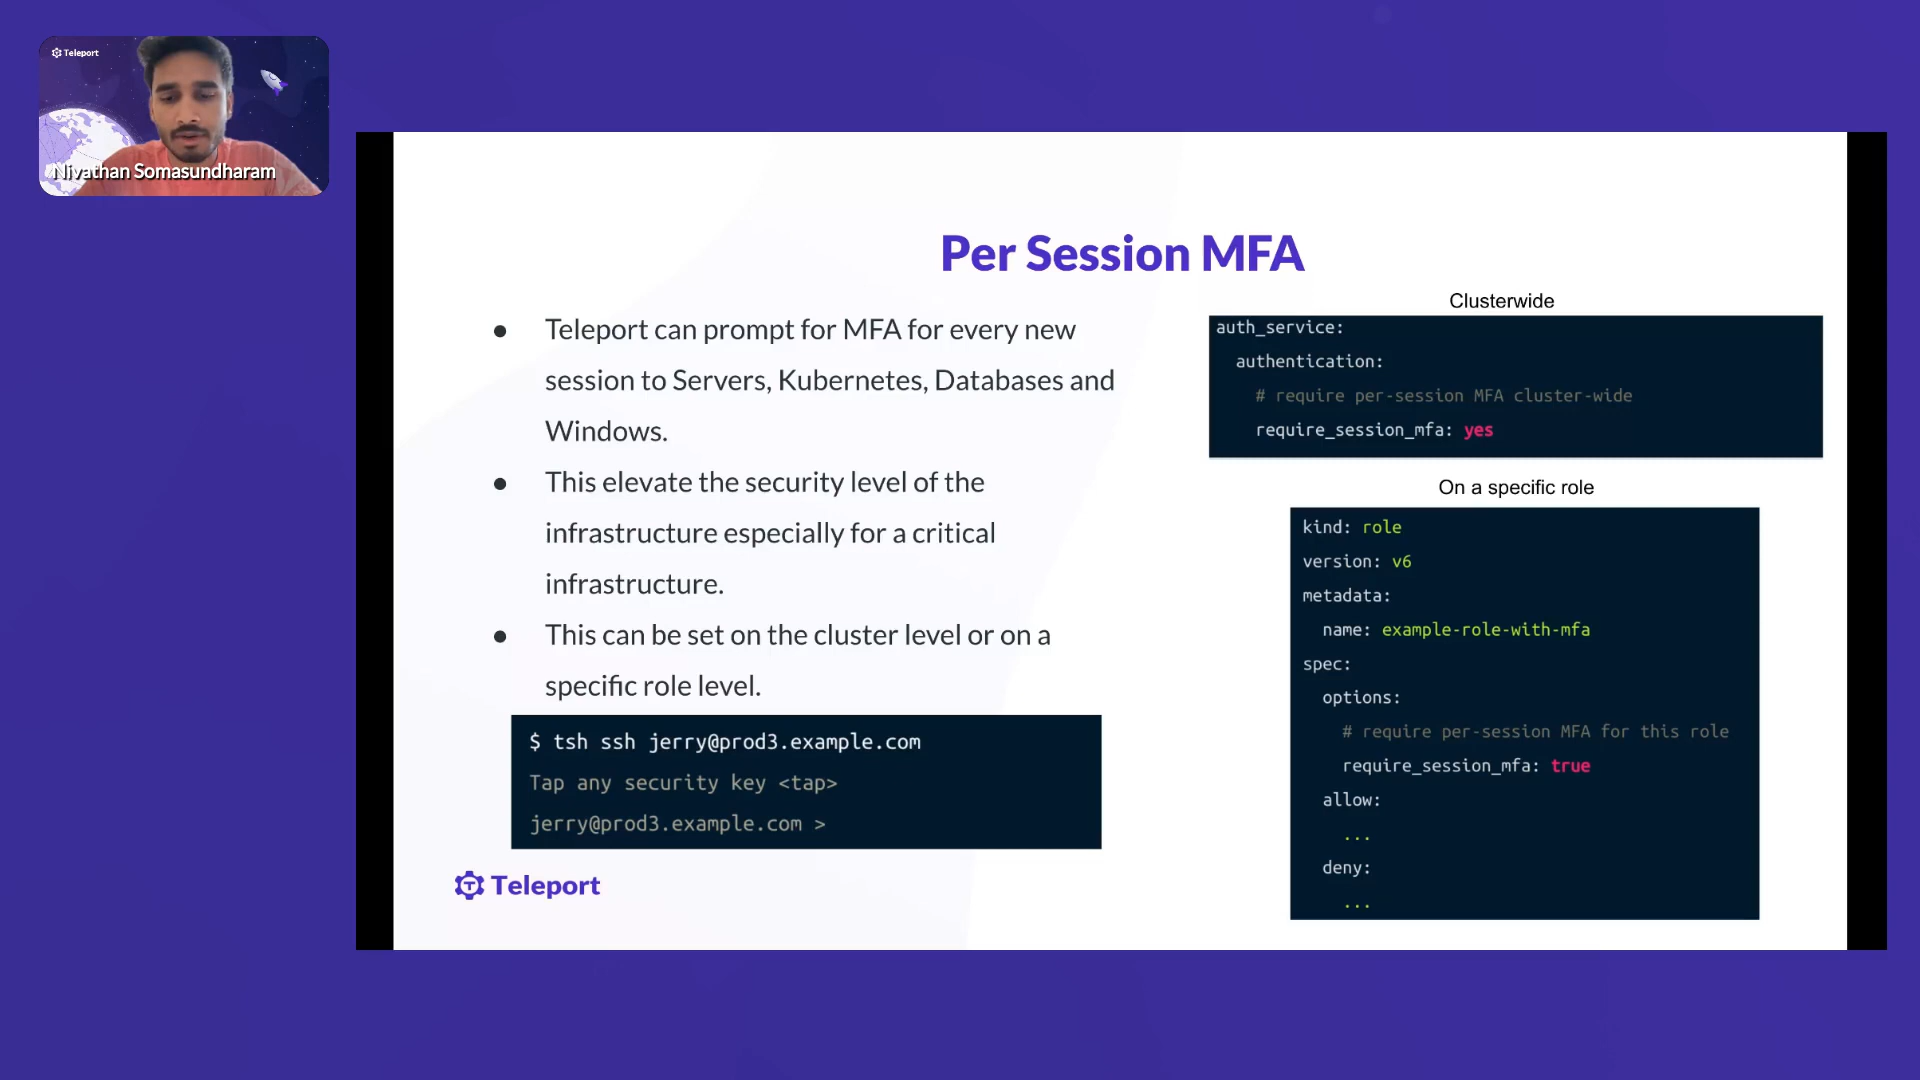 Teleport
Nivathan Somasundharam
Per Session MFA
● Teleport can prompt for MFA for every new
session to Servers, Kubernetes, Databases and
Windows.
● This elevate the security level of the
infrastructure especially for a critical
infrastructure.
● This can be set on the cluster level or on a
specific role level.
$ tsh ssh jerry@prod3.example.com
Tap any security key <tap>
jerry@prod3.example.com >
Teleport
Clusterwide
auth_service:
  authentication:
    # require per-session MFA cluster-wide
    require_session_mfa: yes
On a specific role
kind: role
version: v6
metadata:
  name: example-role-with-mfa
spec:
  options:
    # require per-session MFA for this role
    require_session_mfa: true
  allow:
    ...
  deny:
    ...